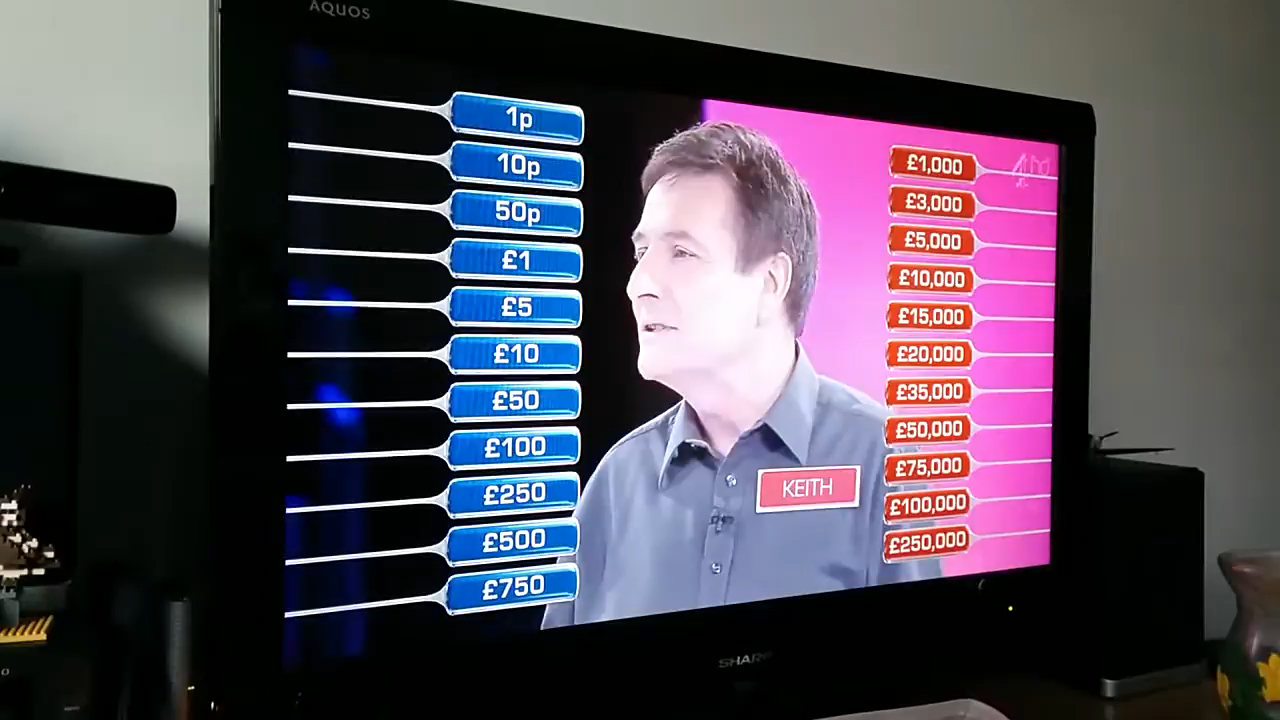 AQUOS
1p
10p
50p
£1
£5
£10
£50
£100
£250
£500
£750
KEITH
4hd
£1,000
£3,000
£5,000
£10,000
£15,000
£20,000
£35,000
£50,000
£75,000
£100,000
£250,000
SHARP